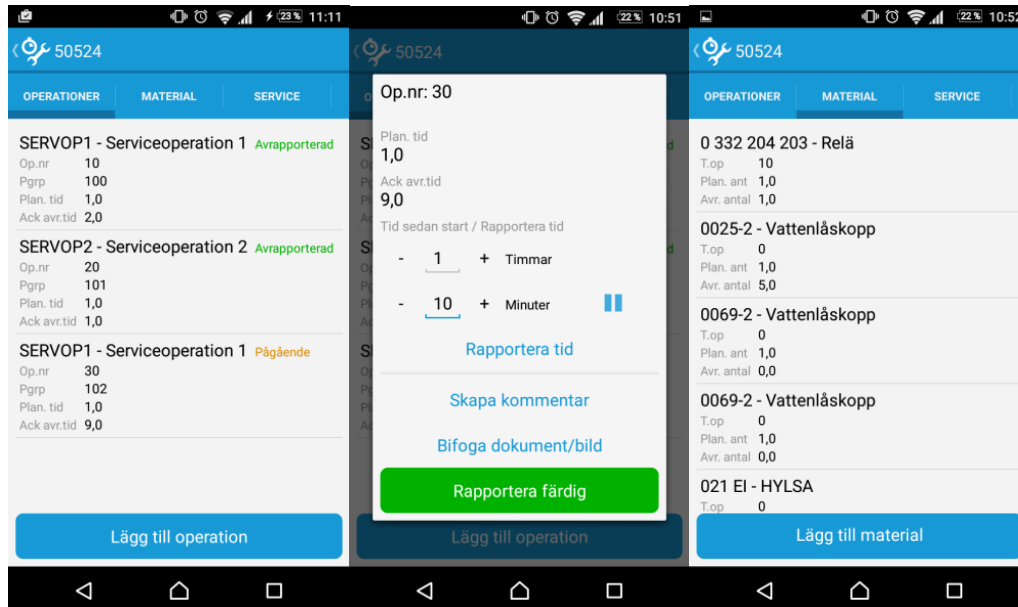 23 % 11:11
50524
OPERATIONER MATERIAL SERVICE
SERVOP1 - Serviceoperation 1 Avrapporterad
Op.nr 10
Pgrp 100
Plan. tid 1,0
Ack avr.tid 2,0
SERVOP2 - Serviceoperation 2 Avrapporterad
Op.nr 20
Pgrp 101
Plan. tid 1,0
Ack avr.tid 1,0
SERVOP1 - Serviceoperation 1 Pågående
Op.nr 30
Pgrp 102
Plan. tid 1,0
Ack avr.tid 9,0
Lägg till operation
22 % 10:51
50524
Op.nr: 30
Plan. tid
1,0
Ack avr.tid
9,0
Tid sedan start / Rapportera tid
- 1 + Timmar
- 10 + Minuter
Rapportera tid
Skapa kommentar
Bifoga dokument/bild
Rapportera färdig
Lägg till operation
22 % 10:52
50524
OPERATIONER MATERIAL SERVICE
0 332 204 203 - Relä
T.op 10
Plan. ant 1,0
Avr. antal 1,0
0025-2 - Vattenlåskopp
T.op 0
Plan. ant 1,0
Avr. antal 5,0
0069-2 - Vattenlåskopp
T.op 0
Plan. ant 1,0
Avr. antal 0,0
0069-2 - Vattenlåskopp
T.op 0
Plan. ant 1,0
Avr. antal 0,0
021 EI - HYLSA
T.op 0
Lägg till material